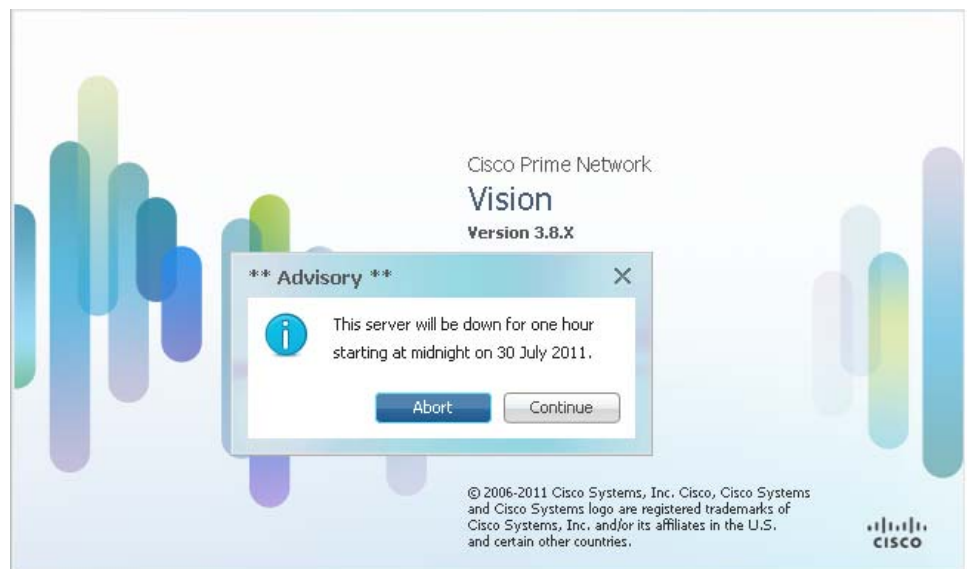 Cisco Prime Network
Vision
Version 3.8.X
** Advisory **
This server will be down for one hour
starting at midnight on 30 July 2011.
Abort
Continue
© 2006-2011 Cisco Systems, Inc. Cisco, Cisco Systems
and Cisco Systems logo are registered trademarks of
Cisco Systems, Inc. and/or its affiliates in the U.S.
and certain other countries.
CISCO